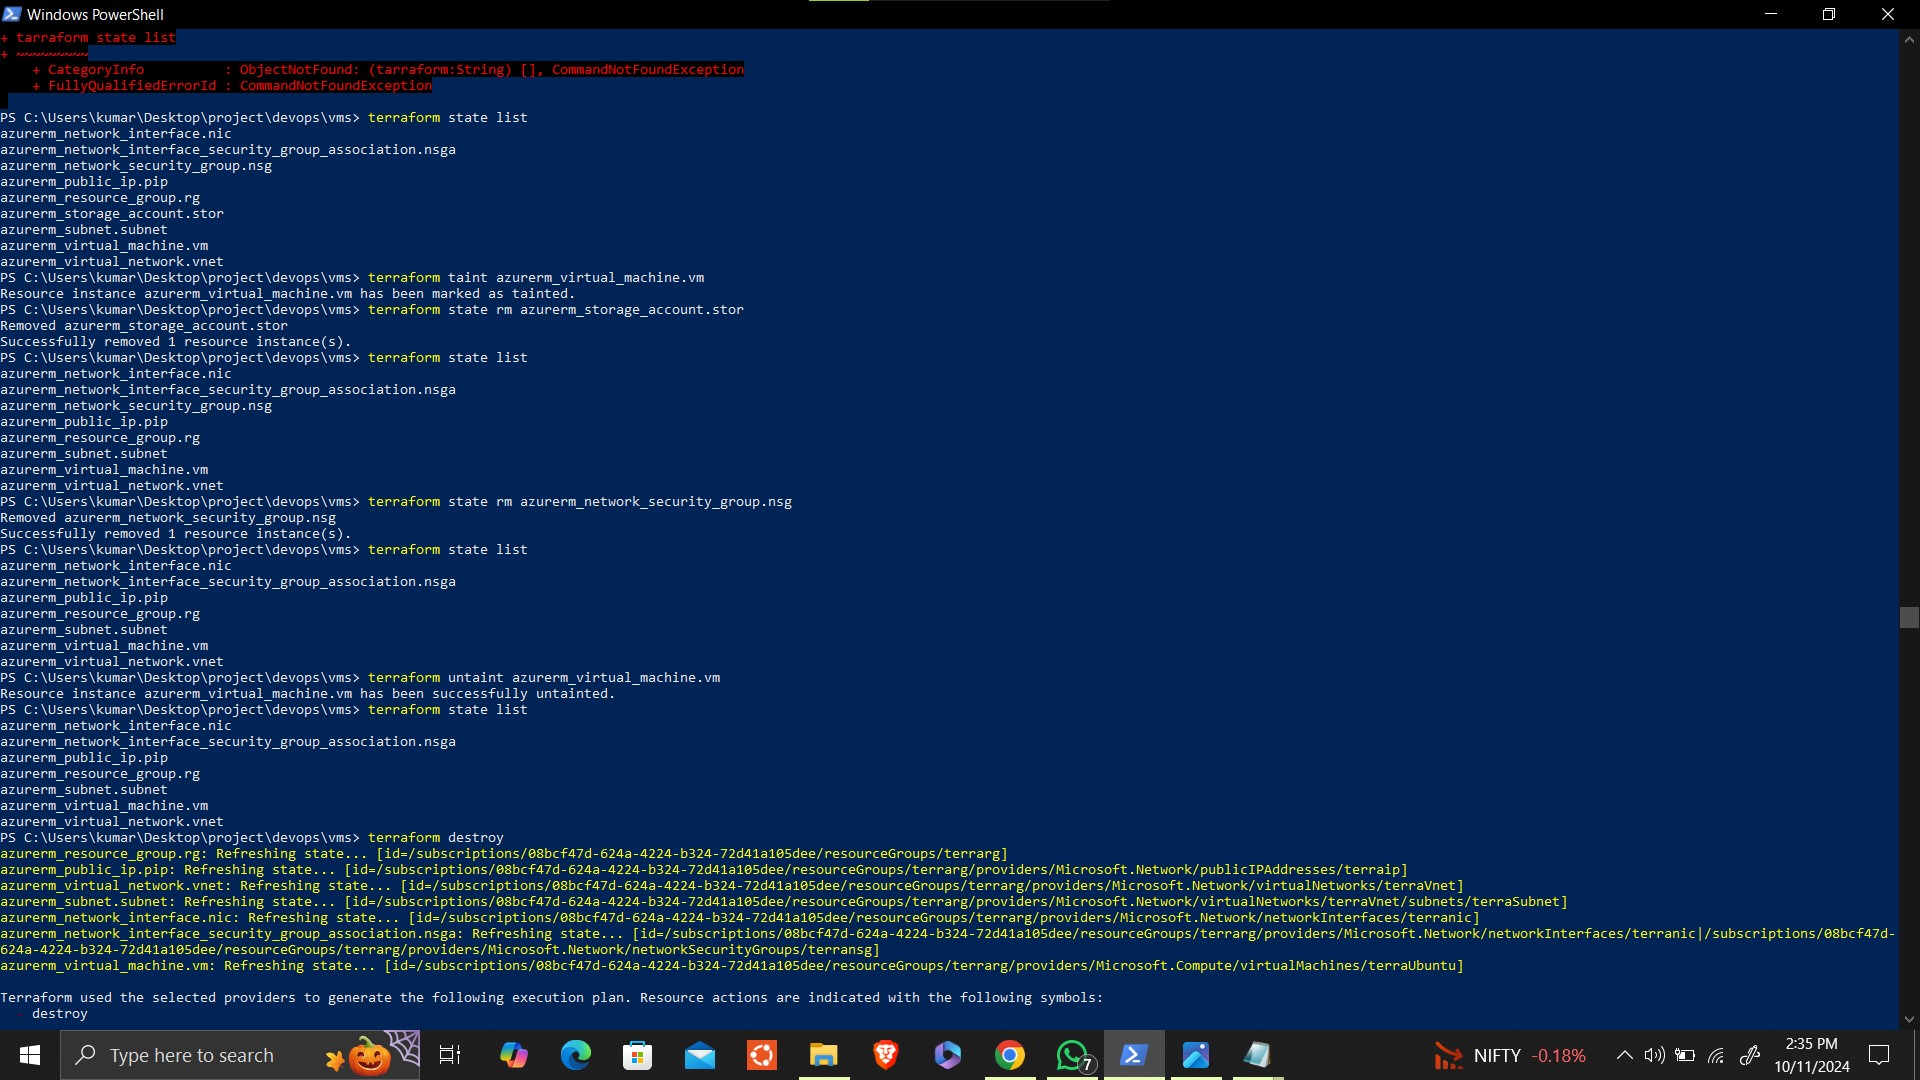 Windows PowerShell
+ tarraform state list
+ ~~~~~~~~~
    + CategoryInfo          : ObjectNotFound: (tarraform:String) [], CommandNotFoundException
    + FullyQualifiedErrorId : CommandNotFoundException
PS C:\Users\kumar\Desktop\project\devops\vms> terraform state list
azurerm_network_interface.nic
azurerm_network_interface_security_group_association.nsga
azurerm_network_security_group.nsg
azurerm_public_ip.pip
azurerm_resource_group.rg
azurerm_storage_account.stor
azurerm_subnet.subnet
azurerm_virtual_machine.vm
azurerm_virtual_network.vnet
PS C:\Users\kumar\Desktop\project\devops\vms> terraform taint azurerm_virtual_machine.vm
Resource instance azurerm_virtual_machine.vm has been marked as tainted.
PS C:\Users\kumar\Desktop\project\devops\vms> terraform state rm azurerm_storage_account.stor
Removed azurerm_storage_account.stor
Successfully removed 1 resource instance(s).
PS C:\Users\kumar\Desktop\project\devops\vms> terraform state list
azurerm_network_interface.nic
azurerm_network_interface_security_group_association.nsga
azurerm_network_security_group.nsg
azurerm_public_ip.pip
azurerm_resource_group.rg
azurerm_subnet.subnet
azurerm_virtual_machine.vm
azurerm_virtual_network.vnet
PS C:\Users\kumar\Desktop\project\devops\vms> terraform state rm azurerm_network_security_group.nsg
Removed azurerm_network_security_group.nsg
Successfully removed 1 resource instance(s).
PS C:\Users\kumar\Desktop\project\devops\vms> terraform state list
azurerm_network_interface.nic
azurerm_network_interface_security_group_association.nsga
azurerm_public_ip.pip
azurerm_resource_group.rg
azurerm_subnet.subnet
azurerm_virtual_machine.vm
azurerm_virtual_network.vnet
PS C:\Users\kumar\Desktop\project\devops\vms> terraform untaint azurerm_virtual_machine.vm
Resource instance azurerm_virtual_machine.vm has been successfully untainted.
PS C:\Users\kumar\Desktop\project\devops\vms> terraform state list
azurerm_network_interface.nic
azurerm_network_interface_security_group_association.nsga
azurerm_public_ip.pip
azurerm_resource_group.rg
azurerm_subnet.subnet
azurerm_virtual_machine.vm
azurerm_virtual_network.vnet
PS C:\Users\kumar\Desktop\project\devops\vms> terraform destroy
azurerm_resource_group.rg: Refreshing state... [id=/subscriptions/08bcf47d-624a-4224-b324-72d41a105dee/resourceGroups/terrarg]
azurerm_public_ip.pip: Refreshing state... [id=/subscriptions/08bcf47d-624a-4224-b324-72d41a105dee/resourceGroups/terrarg/providers/Microsoft.Network/publicIPAddresses/terraip]
azurerm_virtual_network.vnet: Refreshing state... [id=/subscriptions/08bcf47d-624a-4224-b324-72d41a105dee/resourceGroups/terrarg/providers/Microsoft.Network/virtualNetworks/terraVnet]
azurerm_subnet.subnet: Refreshing state... [id=/subscriptions/08bcf47d-624a-4224-b324-72d41a105dee/resourceGroups/terrarg/providers/Microsoft.Network/virtualNetworks/terraVnet/subnets/terraSubnet]
azurerm_network_interface.nic: Refreshing state... [id=/subscriptions/08bcf47d-624a-4224-b324-72d41a105dee/resourceGroups/terrarg/providers/Microsoft.Network/networkInterfaces/terranic]
azurerm_network_interface_security_group_association.nsga: Refreshing state... [id=/subscriptions/08bcf47d-624a-4224-b324-72d41a105dee/resourceGroups/terrarg/providers/Microsoft.Network/networkInterfaces/terranic|/subscriptions/08bcf47d-
624a-4224-b324-72d41a105dee/resourceGroups/terrarg/providers/Microsoft.Network/networkSecurityGroups/terransg]
azurerm_virtual_machine.vm: Refreshing state... [id=/subscriptions/08bcf47d-624a-4224-b324-72d41a105dee/resourceGroups/terrarg/providers/Microsoft.Compute/virtualMachines/terraUbuntu]
Terraform used the selected providers to generate the following execution plan. Resource actions are indicated with the following symbols:
  - destroy
Type here to search
7
NIFTY -0.18%
2:35 PM
10/11/2024